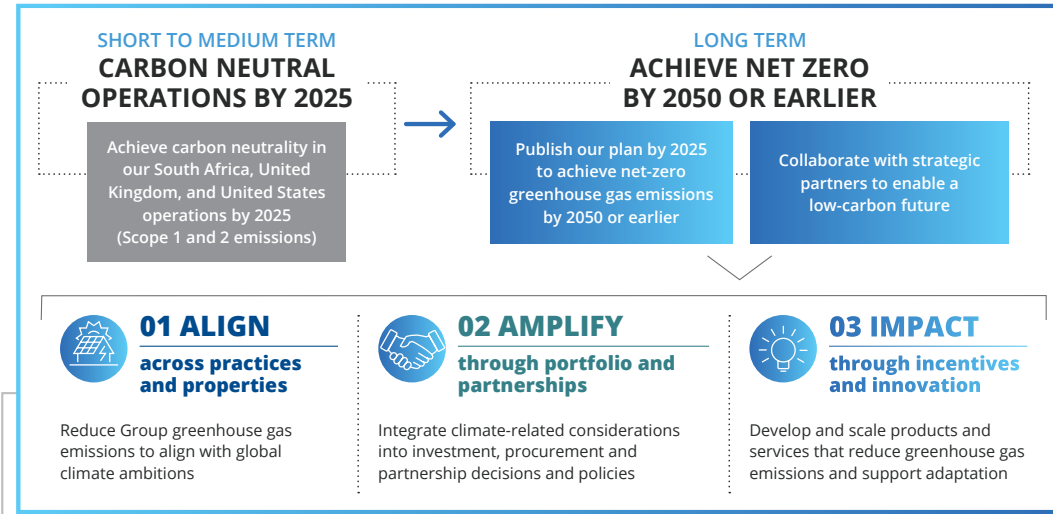 SHORT TO MEDIUM TERM
CARBON NEUTRAL
OPERATIONS BY 2025
Achieve carbon neutrality in
our South Africa, United
Kingdom, and United States
operations by 2025
(Scope 1 and 2 emissions)
LONG TERM
ACHIEVE NET ZERO
BY 2050 OR EARLIER
Publish our plan by 2025
to achieve net-zero
greenhouse gas emissions
by 2050 or earlier
Collaborate with strategic
partners to enable a
low-carbon future
01 ALIGN
across practices
and properties
Reduce Group greenhouse gas
emissions to align with global
climate ambitions
02 AMPLIFY
through portfolio and
partnerships
Integrate climate-related considerations
into investment, procurement and
partnership decisions and policies
03 IMPACT
through incentives
and innovation
Develop and scale products and
services that reduce greenhouse gas
emissions and support adaptation